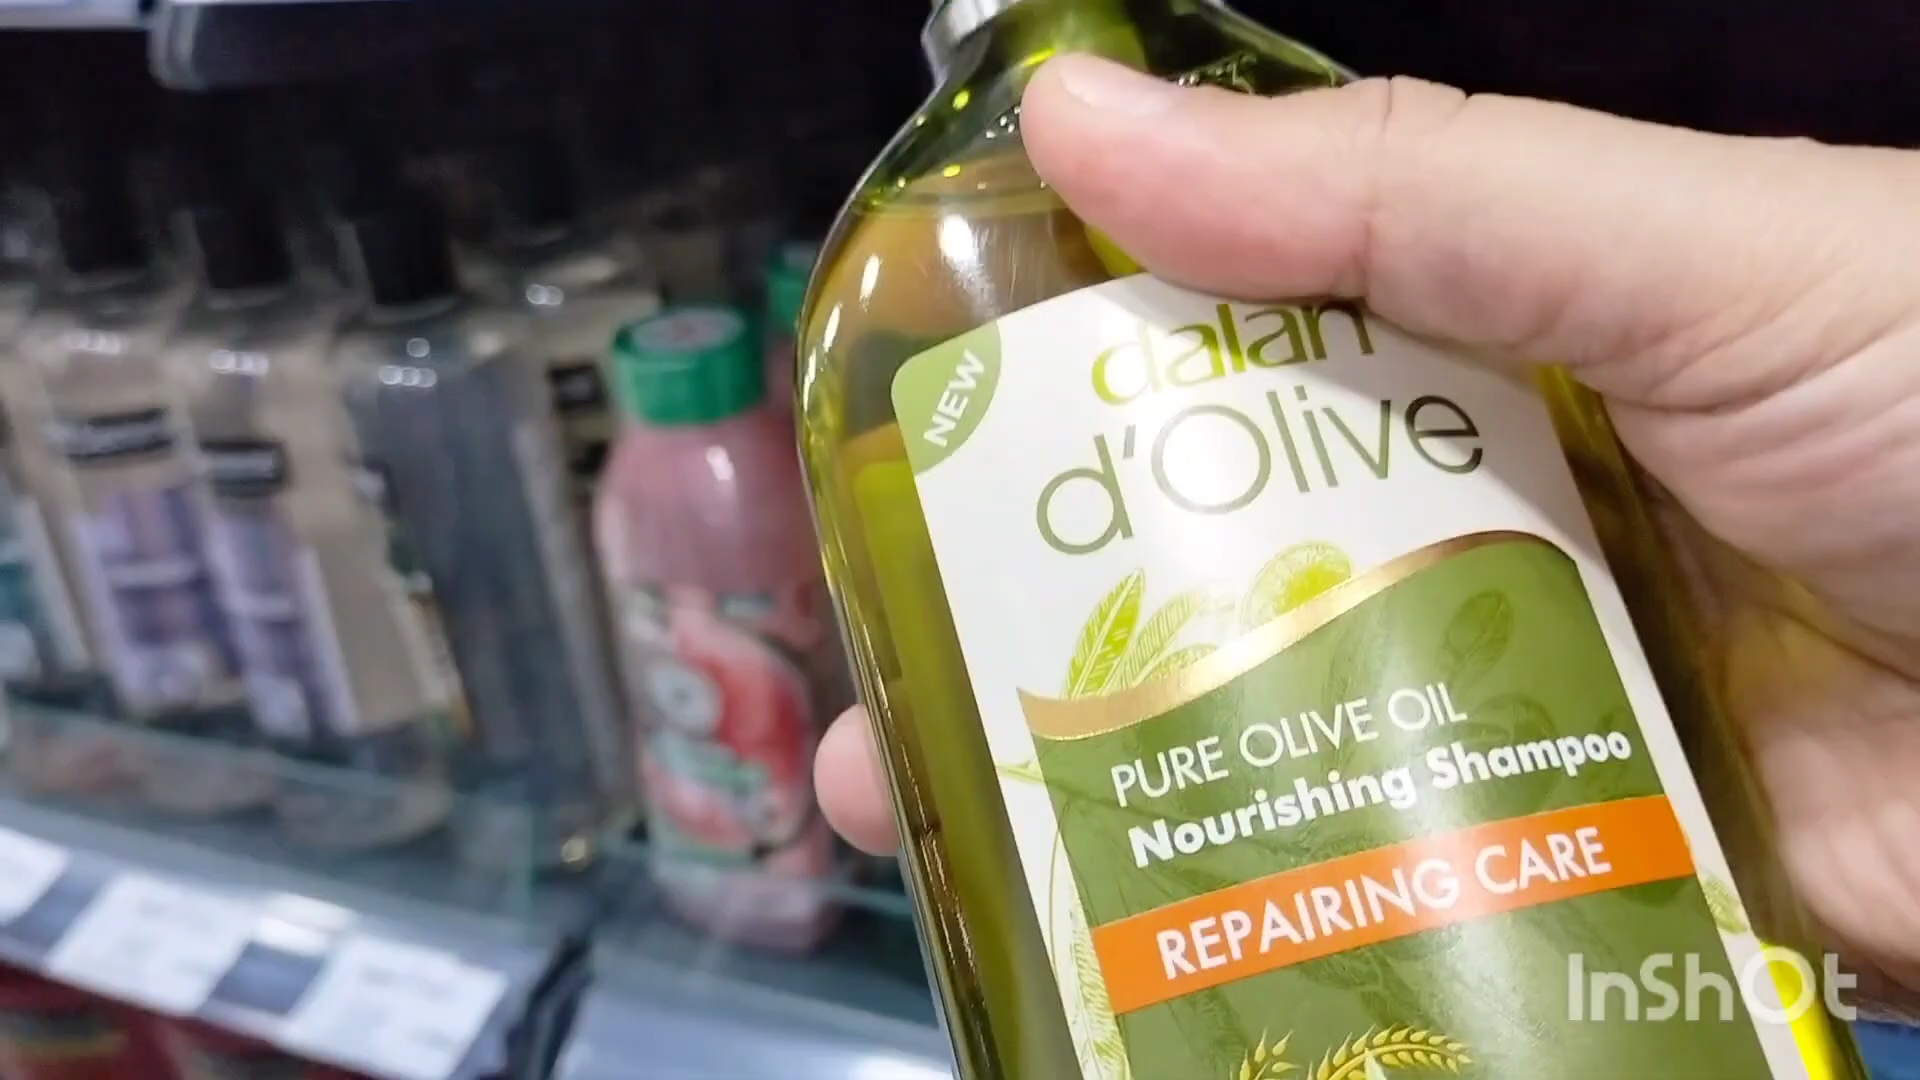 NEW
dalan
d'Olive
PURE OLIVE OIL
Nourishing Shampoo
REPAIRING CARE
InShOt